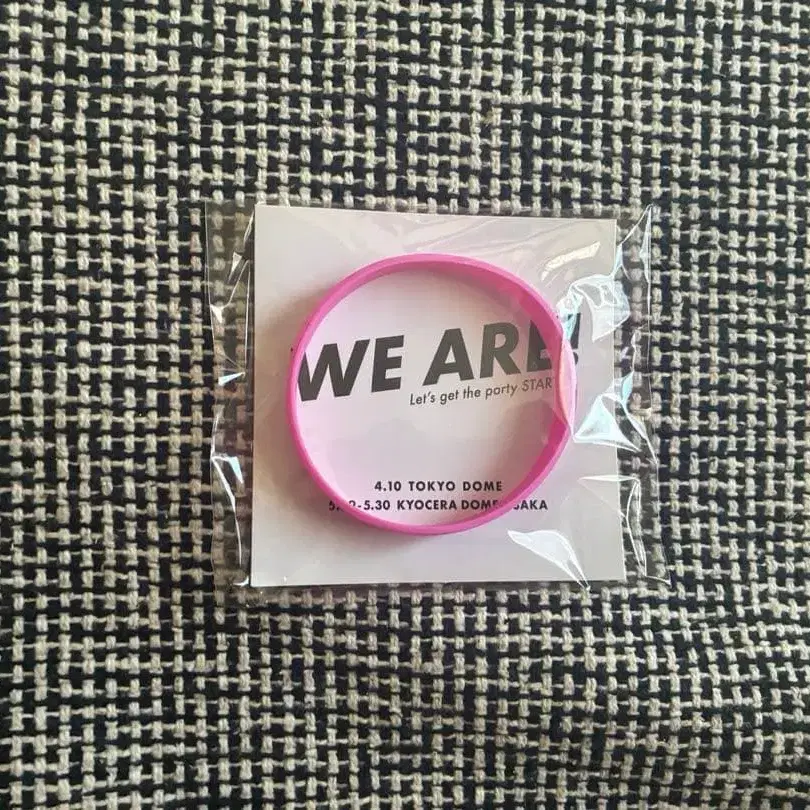 WE ARE!
Let's get the party STAR
4.10 TOKYO DOME
-5.30 KYOCERA DOME